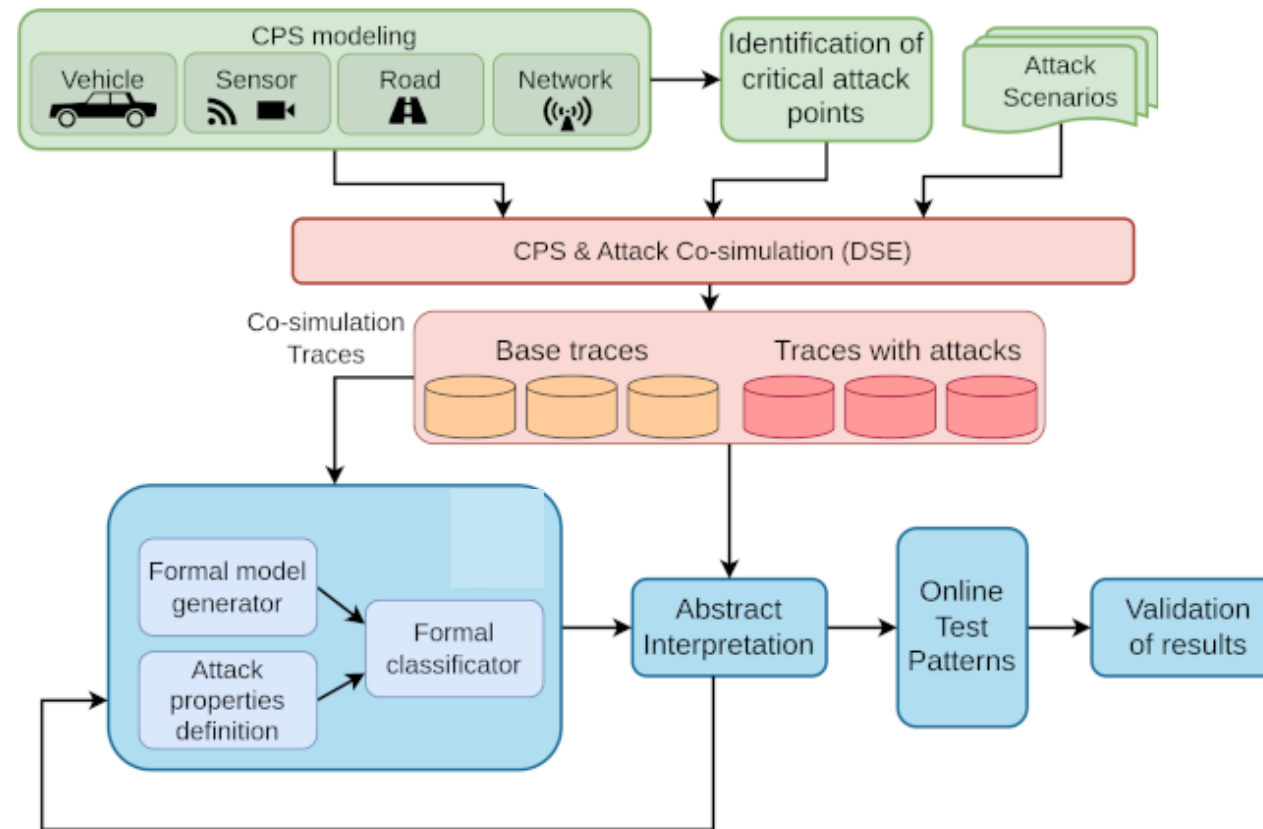 CPS modeling
Vehicle
Sensor
Road
Network
Identification of
critical attack
points
Attack
Scenarios
CPS & Attack Co-simulation (DSE)
Co-simulation
Traces
Base traces
Traces with attacks
Formal model
generator
Attack
properties
definition
Formal
classificator
Abstract
Interpretation
Online
Test
Patterns
Validation
of results